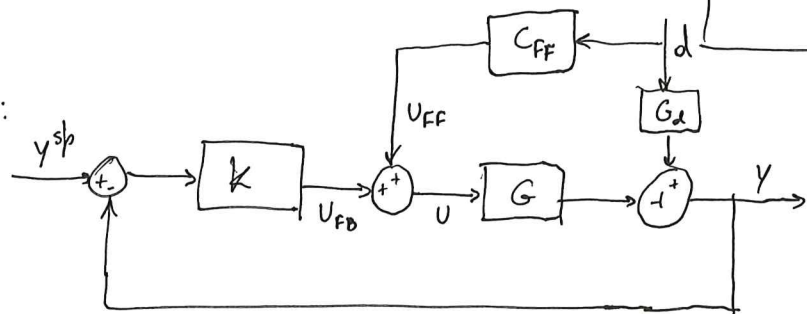 C_FF
d
:
U_FF
G_d
y^sp
+
-
K
+
+
G
+
+
Y
U_FB
U